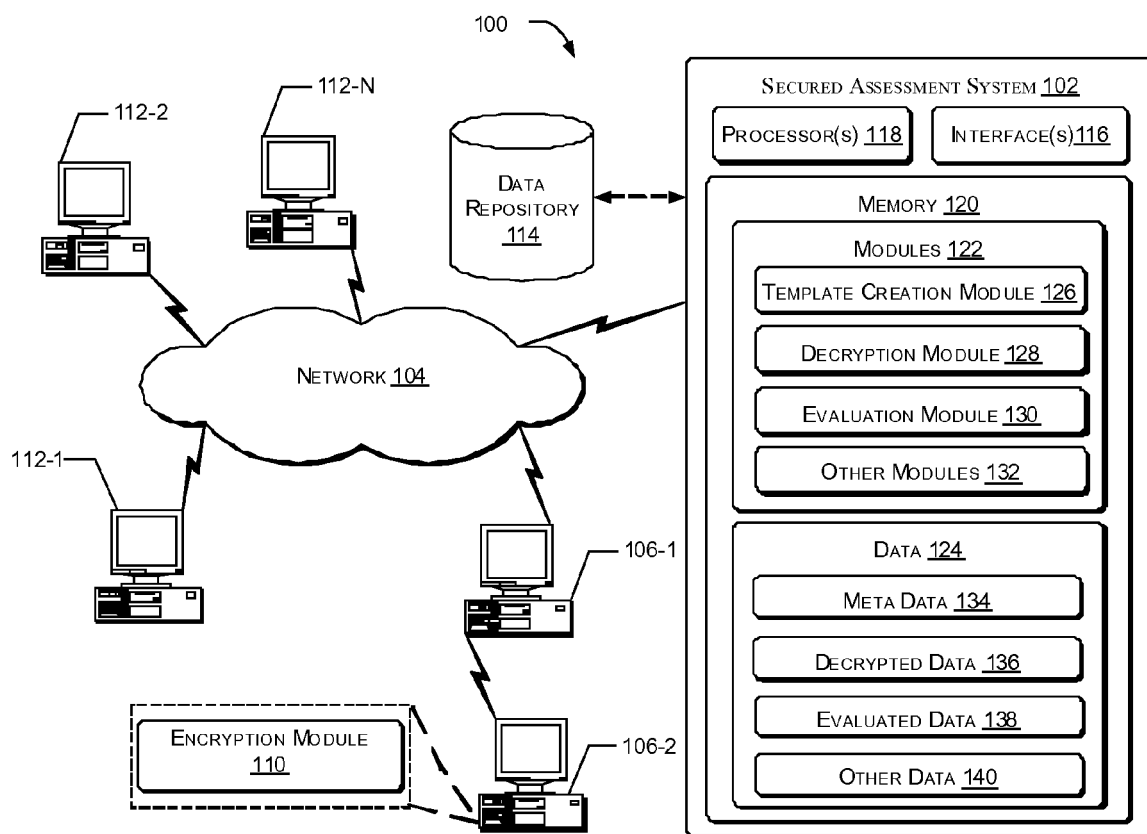 100
112-2
112-N
DATA
REPOSITORY
114
NETWORK 104
112-1
106-1
ENCRYPTION MODULE
110
106-2
SECURED ASSESSMENT SYSTEM 102
PROCESSOR(S) 118
INTERFACE(S) 116
MEMORY 120
MODULES 122
TEMPLATE CREATION MODULE 126
DECRYPTION MODULE 128
EVALUATION MODULE 130
OTHER MODULES 132
DATA 124
META DATA 134
DECRYPTED DATA 136
EVALUATED DATA 138
OTHER DATA 140